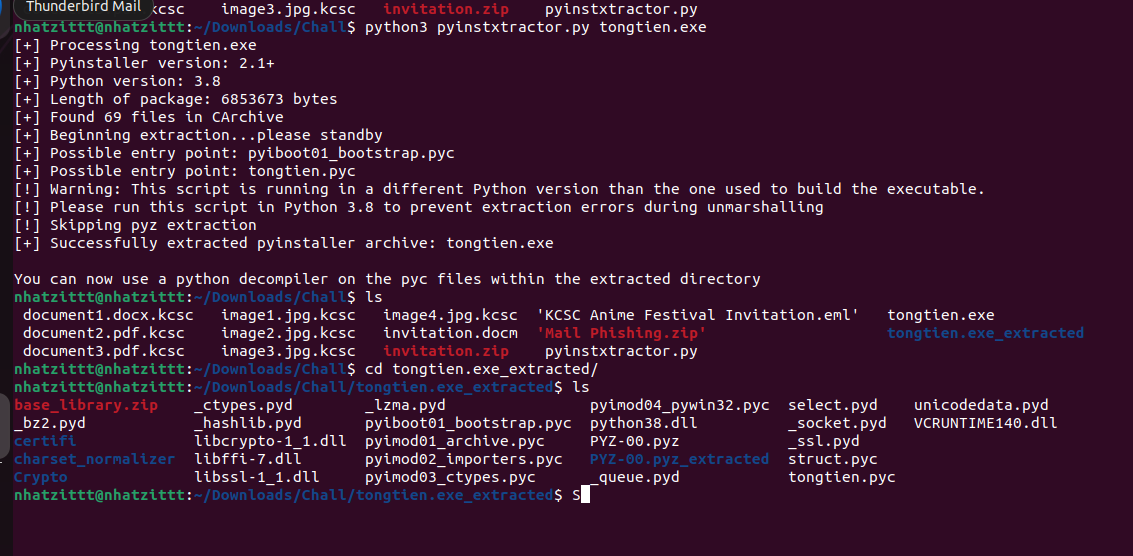 Thunderbird Mail
kcsc   image3.jpg.kcsc   invitation.zip    pyinstxtractor.py
nhatzittt@nhatzittt:~/Downloads/Chall$ python3 pyinstxtractor.py tongtien.exe
[+] Processing tongtien.exe
[+] Pyinstaller version: 2.1+
[+] Python version: 3.8
[+] Length of package: 6853673 bytes
[+] Found 69 files in CArchive
[+] Beginning extraction...please standby
[+] Possible entry point: pyiboot01_bootstrap.pyc
[+] Possible entry point: tongtien.pyc
[!] Warning: This script is running in a different Python version than the one used to build the executable.
[!] Please run this script in Python 3.8 to prevent extraction errors during unmarshalling
[!] Skipping pyz extraction
[+] Successfully extracted pyinstaller archive: tongtien.exe
You can now use a python decompiler on the pyc files within the extracted directory
nhatzittt@nhatzittt:~/Downloads/Chall$ ls
document1.docx.kcsc   image1.jpg.kcsc   image4.jpg.kcsc  'KCSC Anime Festival Invitation.eml'   tongtien.exe
document2.pdf.kcsc    image2.jpg.kcsc   invitation.docm  'Mail Phishing.zip'                    tongtien.exe_extracted
document3.pdf.kcsc    image3.jpg.kcsc   invitation.zip    pyinstxtractor.py
nhatzittt@nhatzittt:~/Downloads/Chall$ cd tongtien.exe_extracted/
nhatzittt@nhatzittt:~/Downloads/Chall/tongtien.exe_extracted$ ls
base_library.zip    _ctypes.pyd        _lzma.pyd                pyimod04_pywin32.pyc  select.pyd    unicodedata.pyd
_bz2.pyd            _hashlib.pyd       pyiboot01_bootstrap.pyc  python38.dll          _socket.pyd   VCRUNTIME140.dll
certifi             libcrypto-1_1.dll  pyimod01_archive.pyc     PYZ-00.pyz            _ssl.pyd
charset_normalizer  libffi-7.dll       pyimod02_importers.pyc   PYZ-00.pyz_extracted  struct.pyc
Crypto              libssl-1_1.dll     pyimod03_ctypes.pyc      _queue.pyd            tongtien.pyc
nhatzittt@nhatzittt:~/Downloads/Chall/tongtien.exe_extracted$ S